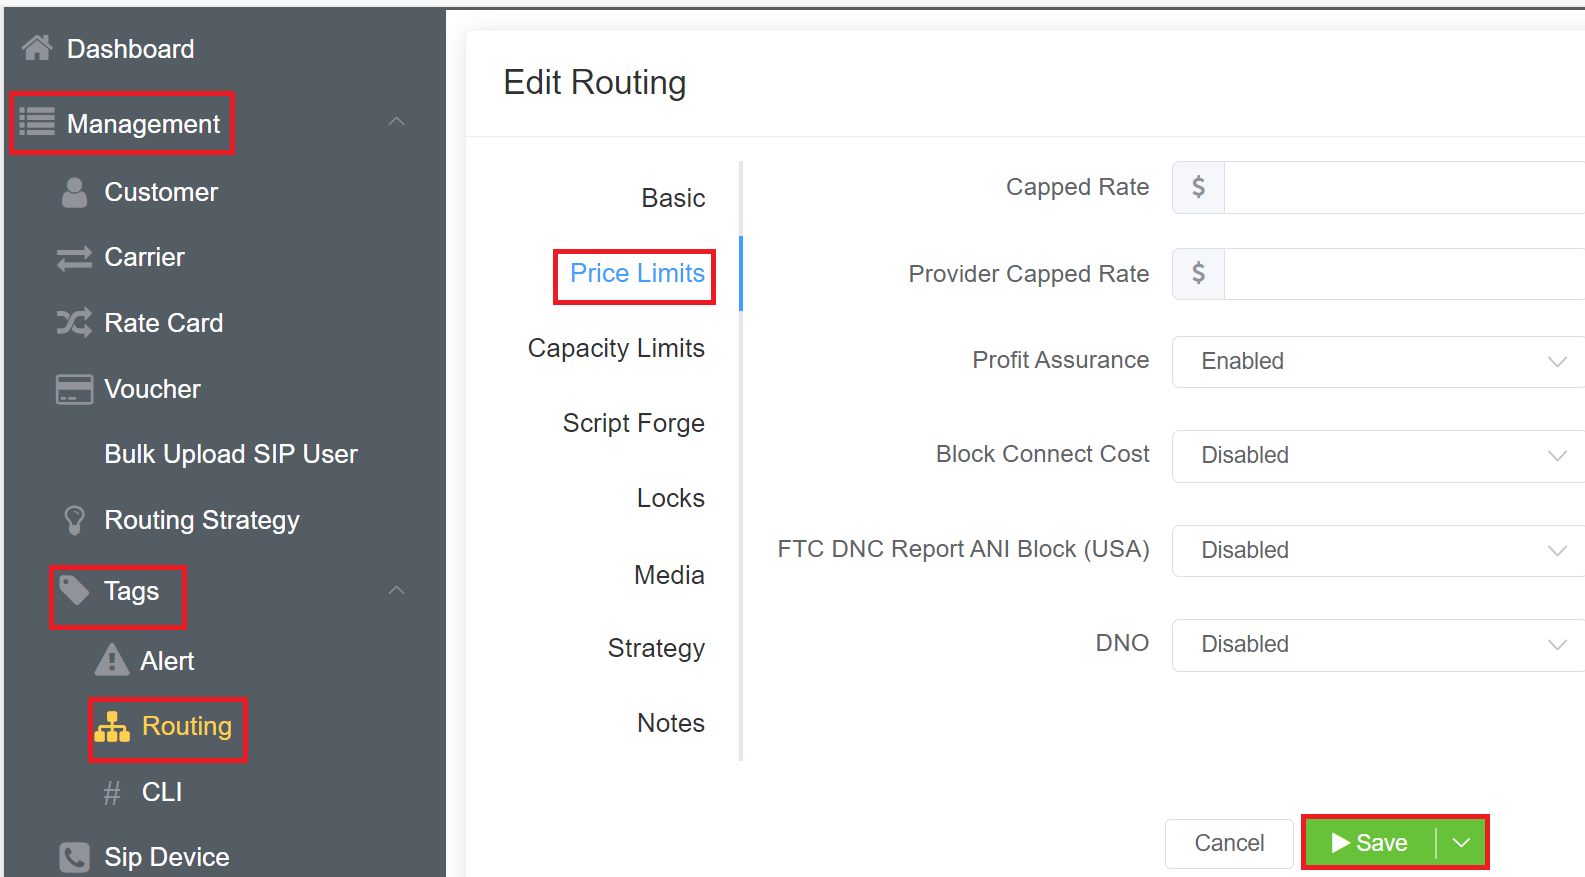 Dashboard
Management
Customer
Carrier
Rate Card
Voucher
Bulk Upload SIP User
Routing Strategy
Tags
Alert
Routing
# CLI
Sip Device
Edit Routing
Basic
Price Limits
Capacity Limits
Script Forge
Locks
Media
Strategy
Notes
Capped Rate $
Provider Capped Rate $
Profit Assurance Enabled
Block Connect Cost Disabled
FTC DNC Report ANI Block (USA) Disabled
DNO Disabled
Cancel Save